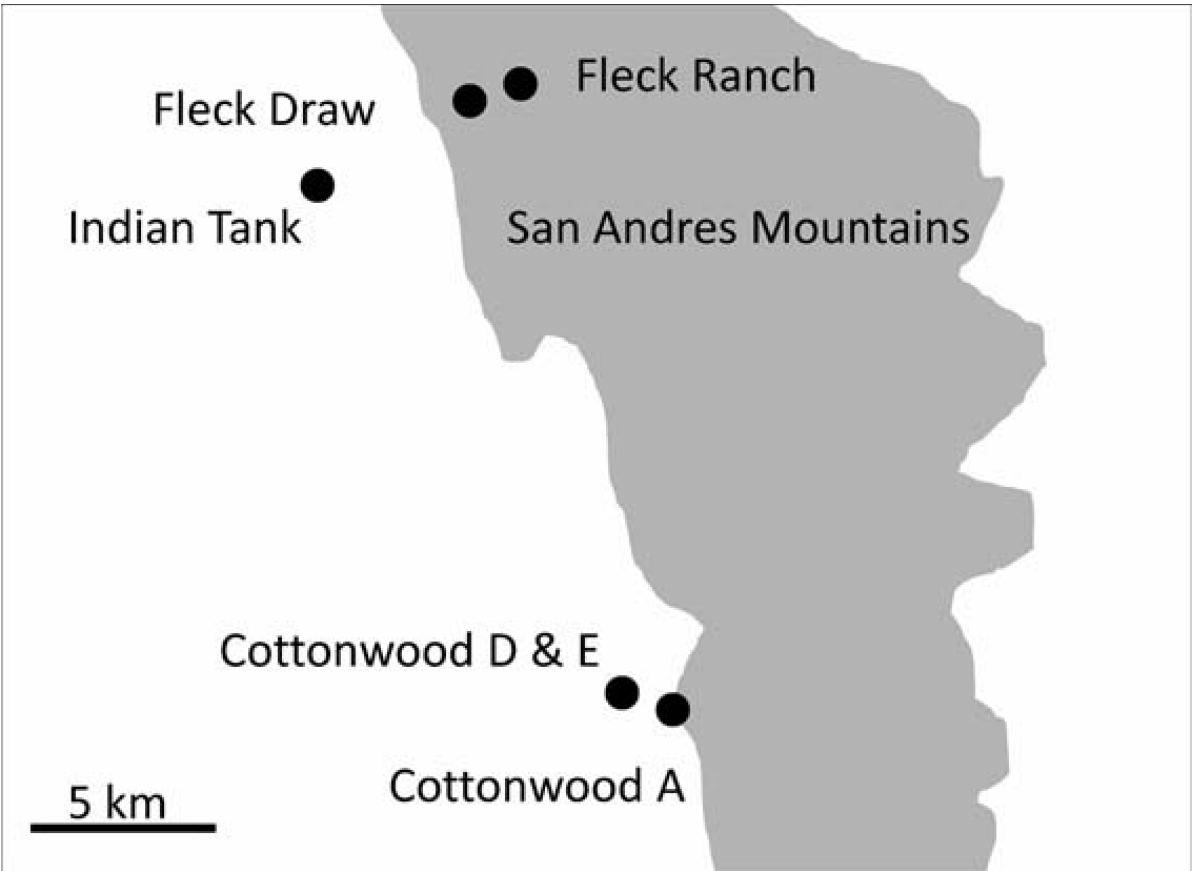 Fleck Ranch
Fleck Draw
Indian Tank
San Andres Mountains
Cottonwood D & E
Cottonwood A
5 km